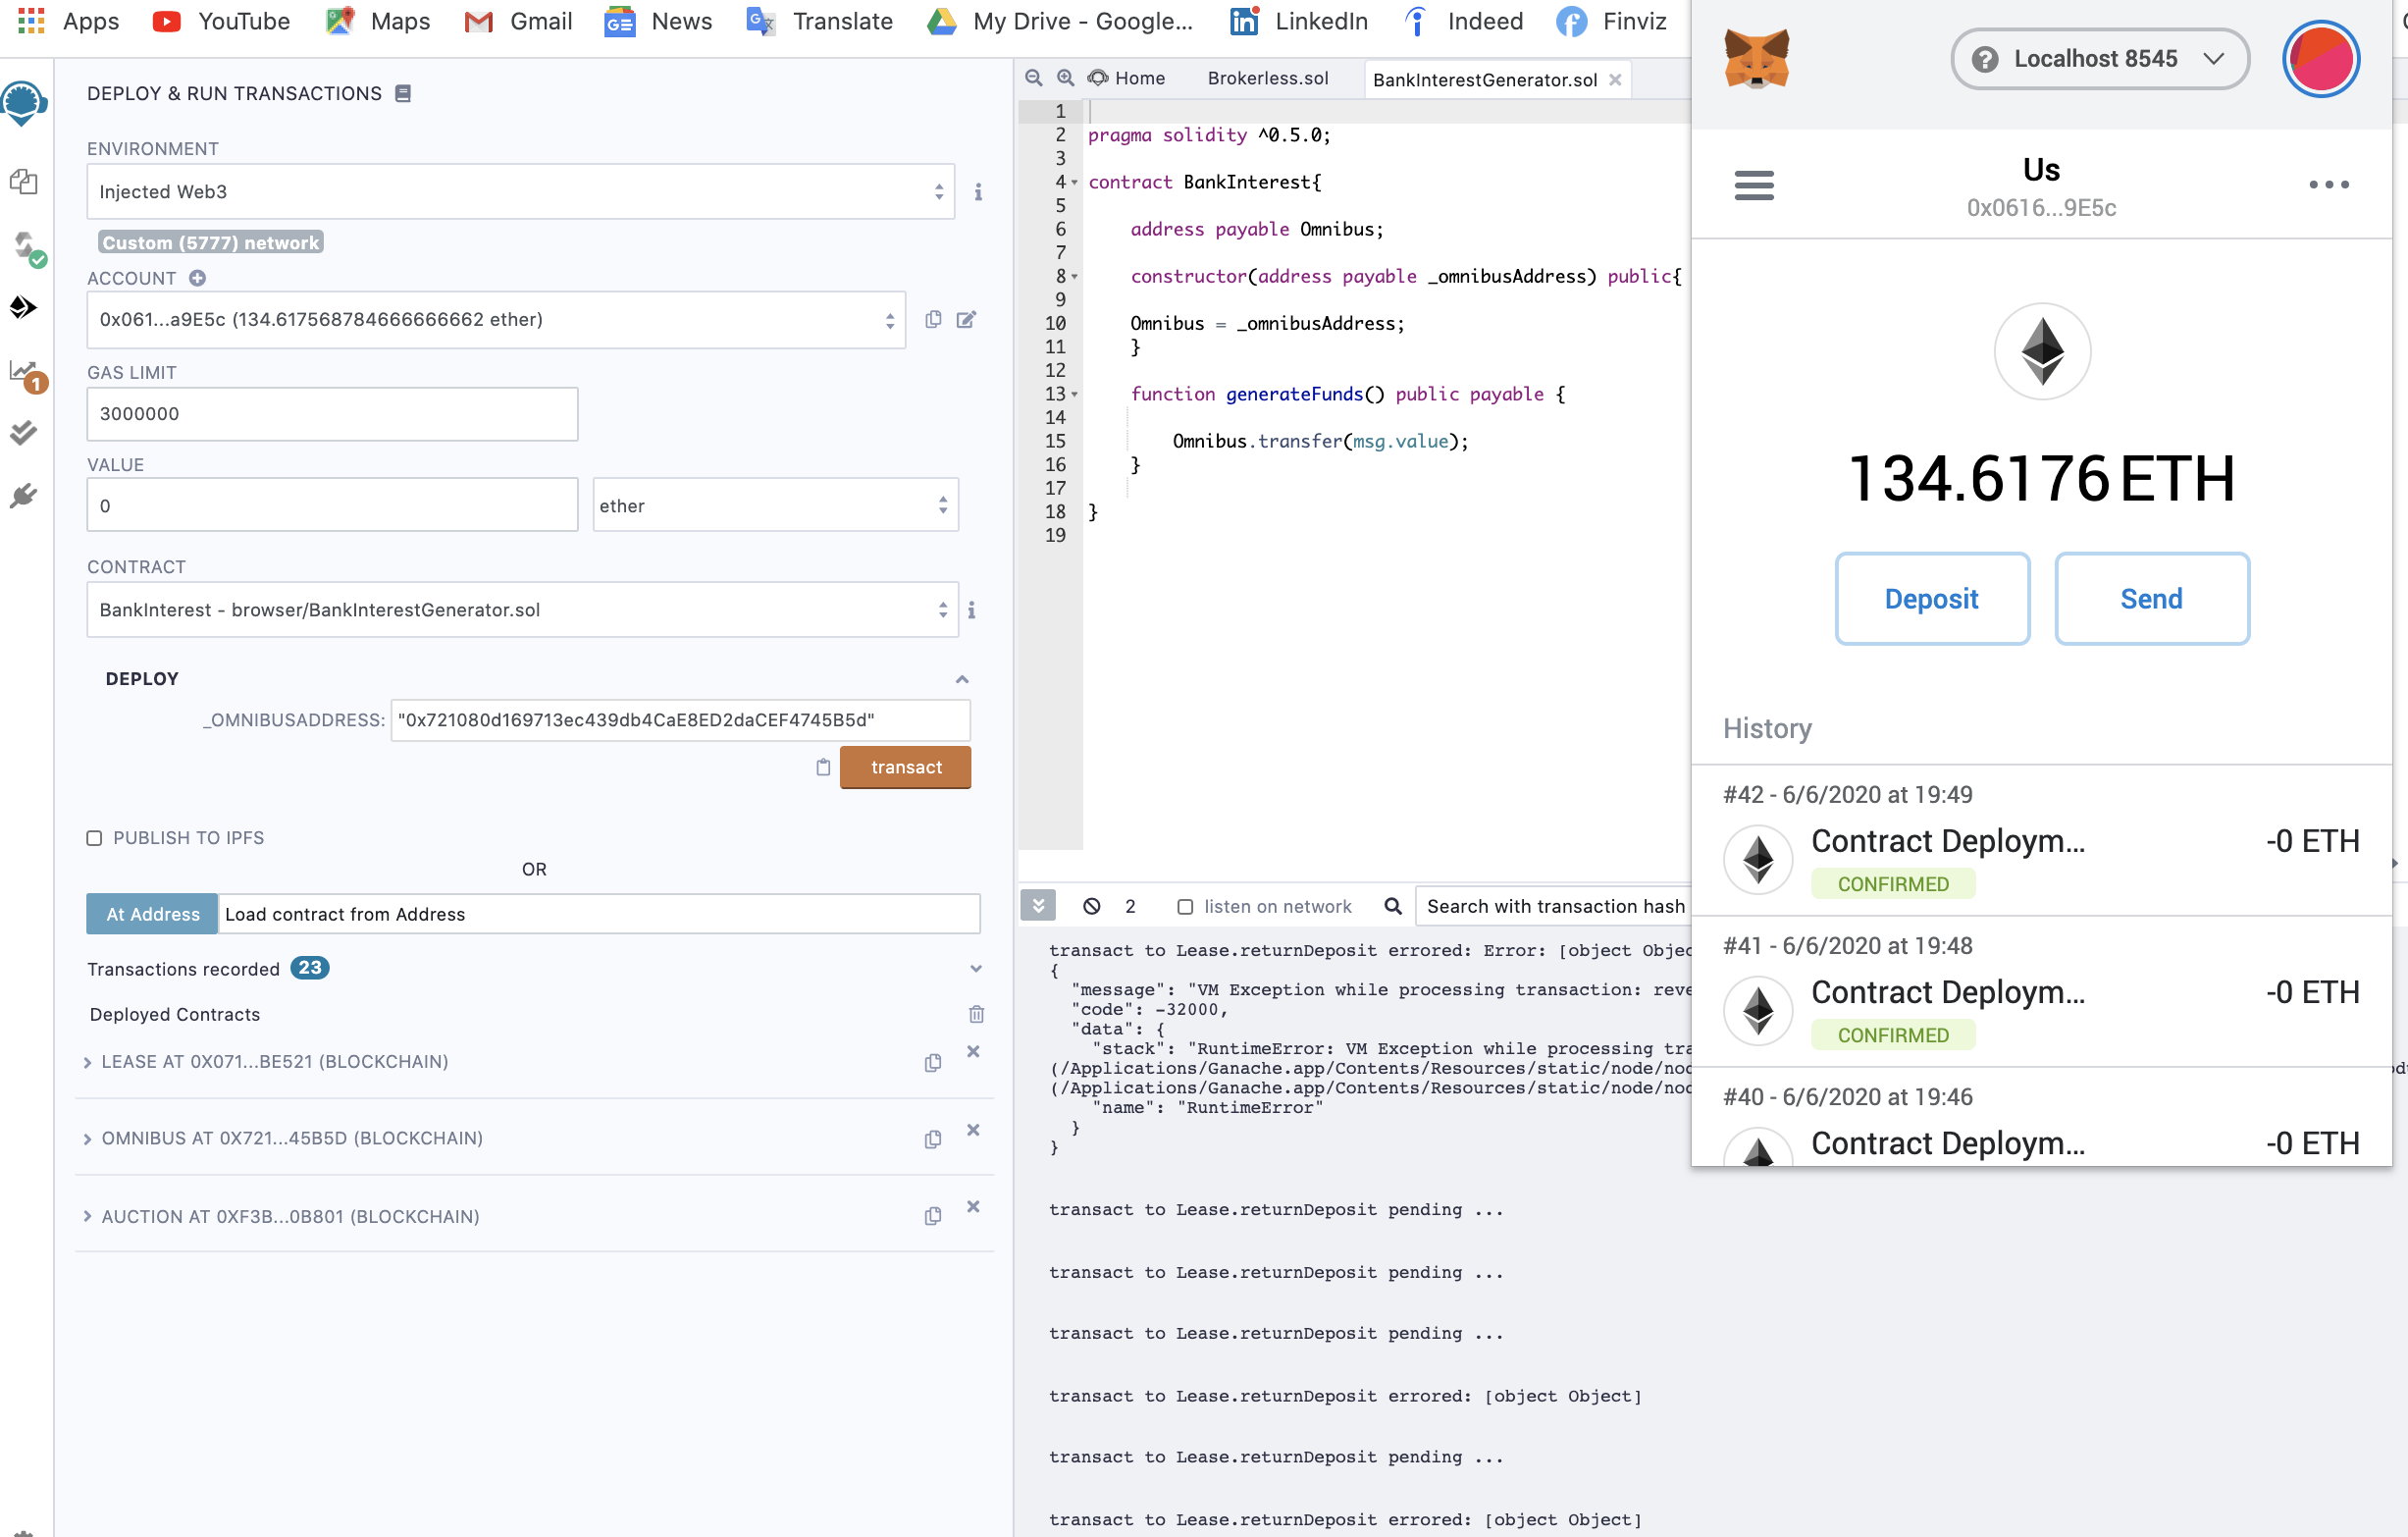 Apps YouTube Maps Gmail News Translate My Drive - Google... LinkedIn Indeed Finviz
DEPLOY & RUN TRANSACTIONS
ENVIRONMENT
Injected Web3
Custom (5777) network
ACCOUNT
0x061...a9E5c (134.617568784666666662 ether)
GAS LIMIT
3000000
VALUE
0 ether
CONTRACT
BankInterest - browser/BankInterestGenerator.sol
DEPLOY
_OMNIBUSADDRESS: "0x721080d169713ec439db4CaE8ED2daCEF4745B5d"
transact
PUBLISH TO IPFS
OR
At Address Load contract from Address
Transactions recorded 23
Deployed Contracts
LEASE AT 0X071...BE521 (BLOCKCHAIN)
OMNIBUS AT 0X721...45B5D (BLOCKCHAIN)
AUCTION AT 0XF3B...0B801 (BLOCKCHAIN)
1
Home Brokerless.sol BankInterestGenerator.sol
1
2 pragma solidity ^0.5.0;
3
4 contract BankInterest{
5
6 address payable Omnibus;
7
8 constructor(address payable _omnibusAddress) public{
9
10 Omnibus = _omnibusAddress;
11 }
12
13 function generateFunds() public payable {
14
15 Omnibus.transfer(msg.value);
16 }
17
18 }
19
2 listen on network Search with transaction hash
transact to Lease.returnDeposit errored: Error: [object Objec
{
"message": "VM Exception while processing transaction: reve
"code": -32000,
"data": {
"stack": "RuntimeError: VM Exception while processing tra
(/Applications/Ganache.app/Contents/Resources/static/node/nod
(/Applications/Ganache.app/Contents/Resources/static/node/nod
"name": "RuntimeError"
}
}
transact to Lease.returnDeposit pending ...
transact to Lease.returnDeposit pending ...
transact to Lease.returnDeposit pending ...
transact to Lease.returnDeposit errored: [object Object]
transact to Lease.returnDeposit pending ...
transact to Lease.returnDeposit errored: [object Object]
Localhost 8545
Us
0x0616...9E5c
134.6176 ETH
Deposit Send
History
#42 - 6/6/2020 at 19:49
Contract Deploym... -0 ETH
CONFIRMED
#41 - 6/6/2020 at 19:48
Contract Deploym... -0 ETH
CONFIRMED
#40 - 6/6/2020 at 19:46
Contract Deploym... -0 ETH